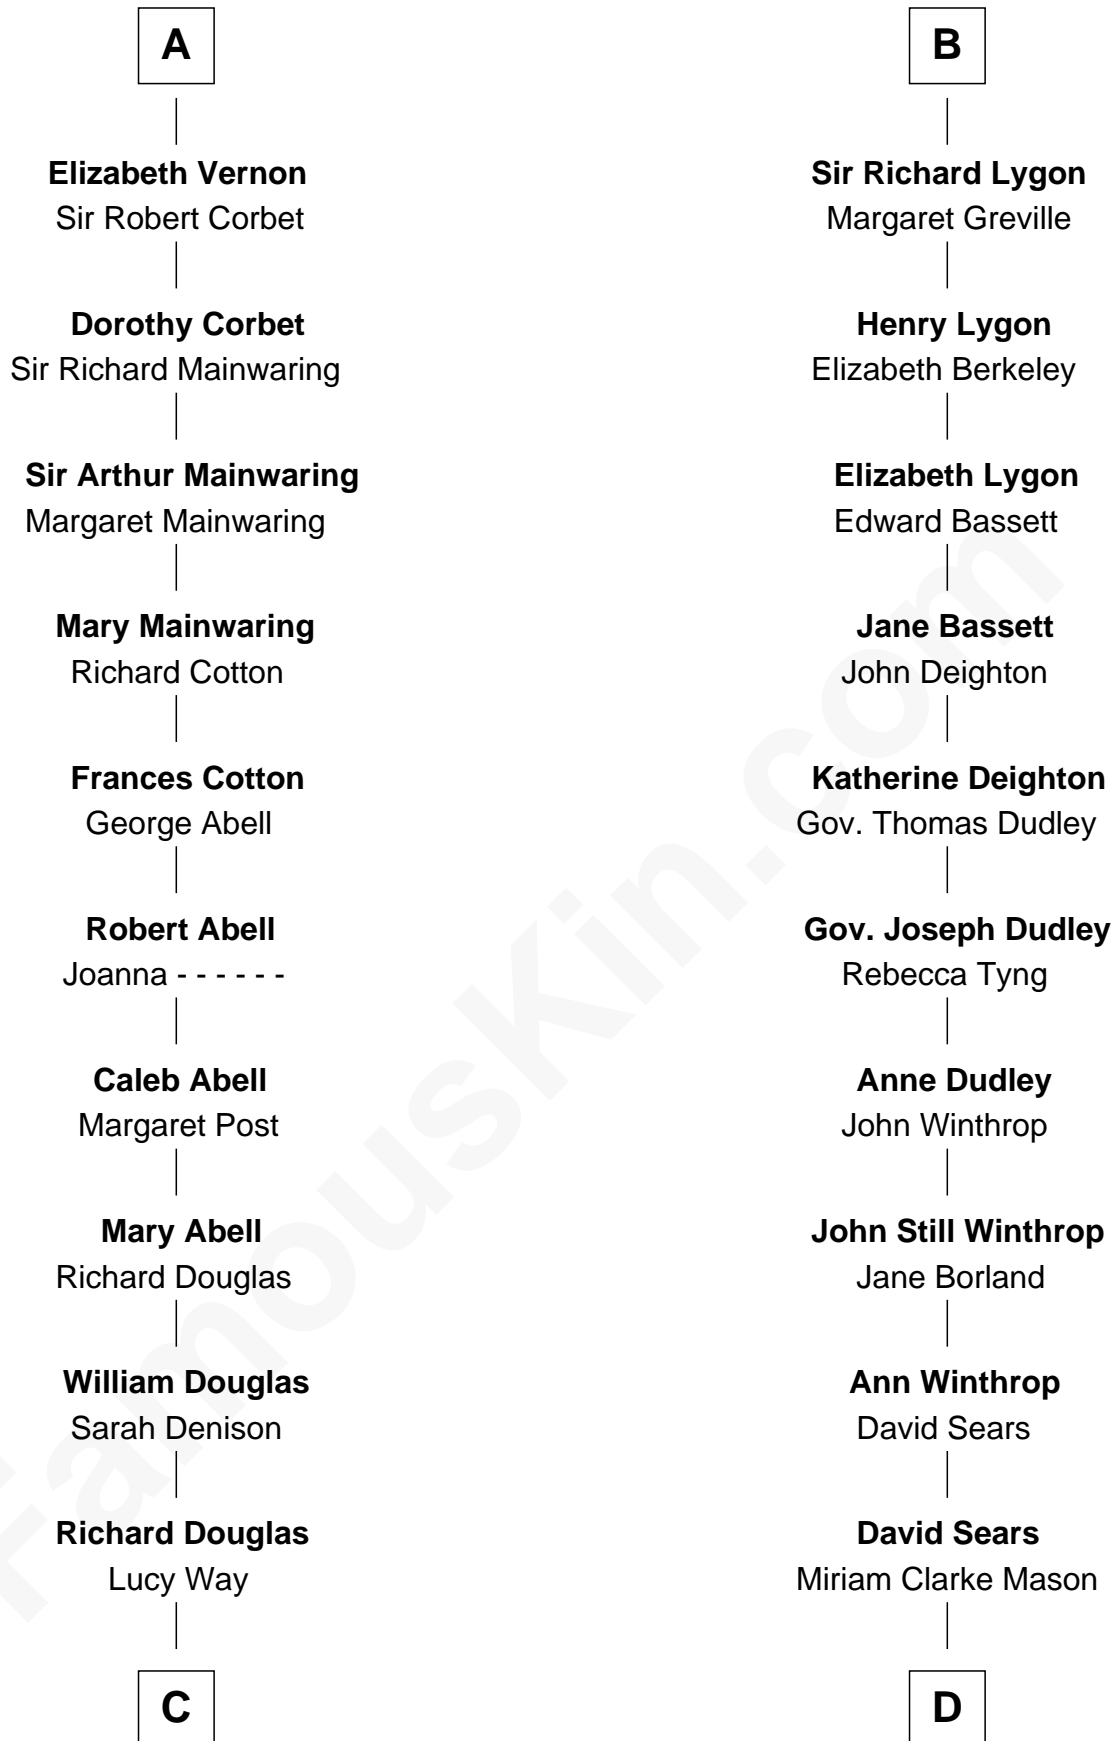 A
Elizabeth Vernon
Sir Robert Corbet
Dorothy Corbet
Sir Richard Mainwaring
Sir Arthur Mainwaring
Margaret Mainwaring
Mary Mainwaring
Richard Cotton
Frances Cotton
George Abell
Robert Abell
Joanna - - - - - -
Caleb Abell
Margaret Post
Mary Abell
Richard Douglas
William Douglas
Sarah Denison
Richard Douglas
Lucy Way
C
B
Sir Richard Lygon
Margaret Greville
Henry Lygon
Elizabeth Berkeley
Elizabeth Lygon
Edward Bassett
Jane Bassett
John Deighton
Katherine Deighton
Gov. Thomas Dudley
Gov. Joseph Dudley
Rebecca Tyng
Anne Dudley
John Winthrop
John Still Winthrop
Jane Borland
Ann Winthrop
David Sears
David Sears
Miriam Clarke Mason
D
FamousKin.com